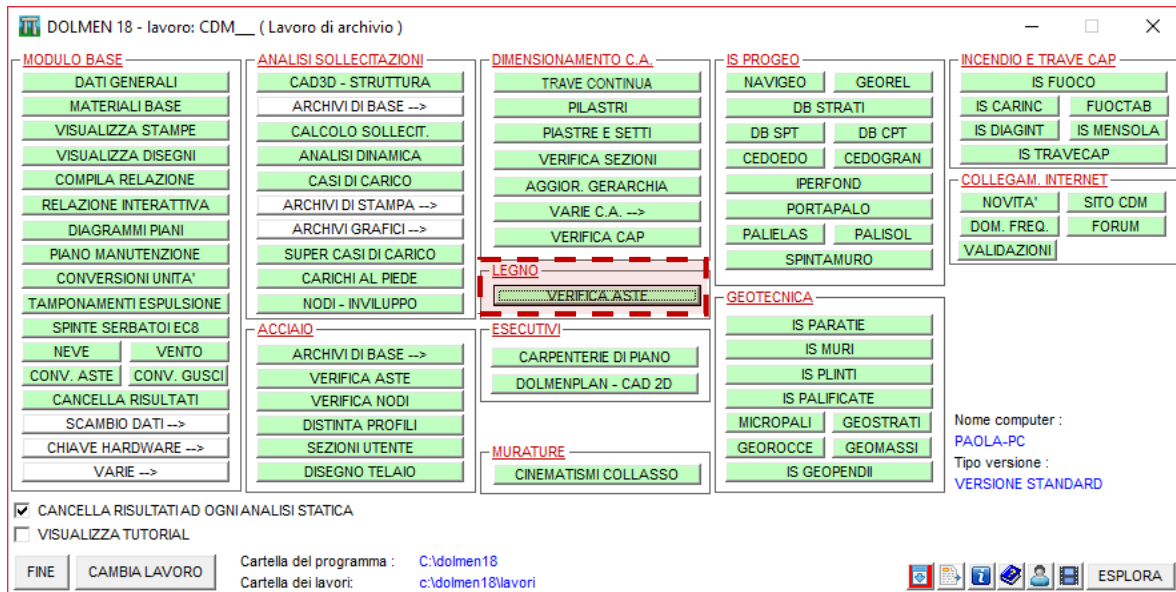 DOLMEN 18 - lavoro: CDM__ ( Lavoro di archivio )
MODULO BASE
DATI GENERALI
MATERIALI BASE
VISUALIZZA STAMPE
VISUALIZZA DISEGNI
COMPILA RELAZIONE
RELAZIONE INTERATTIVA
DIAGRAMMI PIANI
PIANO MANUTENZIONE
CONVERSIONI UNITA'
TAMPONAMENTI ESPULSIONE
SPINTE SERBATOI EC8
NEVE VENTO
CONV. ASTE CONV. GUSCI
CANCELLA RISULTATI
SCAMBIO DATI -->
CHIAVE HARDWARE -->
VARIE -->
ANALISI SOLLECITAZIONI
CAD3D - STRUTTURA
ARCHIVI DI BASE -->
CALCOLO SOLLECIT.
ANALISI DINAMICA
CASI DI CARICO
ARCHIVI DI STAMPA -->
ARCHIVI GRAFICI -->
SUPER CASI DI CARICO
CARICHI AL PIEDE
NODI - INVILUPPO
ACCIAIO
ARCHIVI DI BASE -->
VERIFICA ASTE
VERIFICA NODI
DISTINTA PROFILI
SEZIONI UTENTE
DISEGNO TELAIO
DIMENSIONAMENTO C.A.
TRAVE CONTINUA
PILASTRI
PIASTRE E SETTI
VERIFICA SEZIONI
AGGIOR. GERARCHIA
VARIE C.A. -->
VERIFICA CAP
LEGNO
VERIFICA ASTE
ESECUTIVI
CARPENTERIE DI PIANO
DOLMENPLAN - CAD 2D
MURATURE
CINEMATISMI COLLASSO
IS PROGEO
NAVIGEO GEOREL
DB STRATI
DB SPT DB CPT
CEDOEDO CEDOGRAN
IPERFOND
PORTAPALO
PALIELAS PALISOL
SPINTAMURO
GEOTECNICA
IS PARATIE
IS MURI
IS PLINTI
IS PALIFICATE
MICROPALI GEOSTRATI
GEOROCCE GEOMASSI
IS GEOPENDII
INCENDIO E TRAVE CAP
IS FUOCO
IS CARINC FUOCTAB
IS DIAGINT IS MENSOLA
IS TRAVECAP
COLLEGAM. INTERNET
NOVITA' SITO CDM
DOM. FREQ. FORUM
VALIDAZIONI
Nome computer :
PAOLA-PC
Tipo versione :
VERSIONE STANDARD
CANCELLA RISULTATI AD OGNI ANALISI STATICA
VISUALIZZA TUTORIAL
FINE CAMBIA LAVORO
Cartella del programma : C:\dolmen18
Cartella dei lavori: c:\dolmen18\lavori
ESPLORA